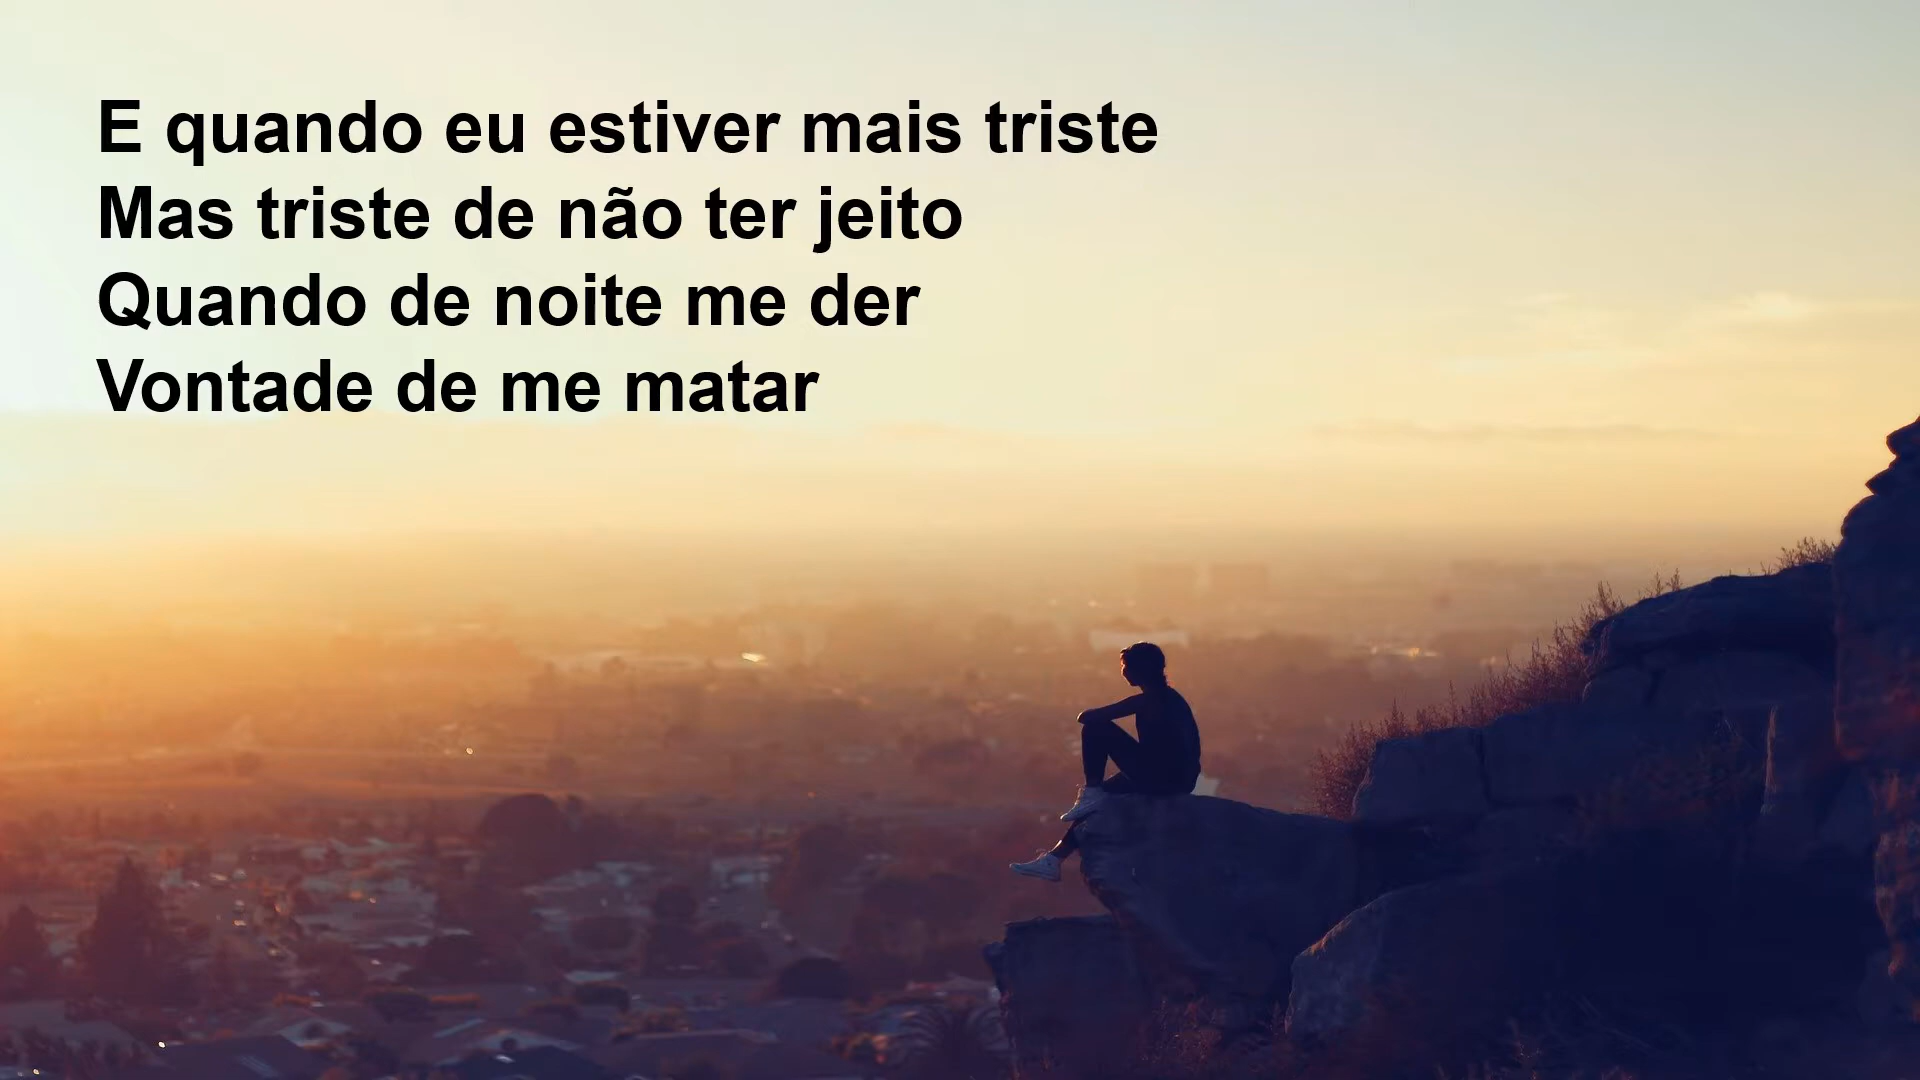 E quando eu estiver mais triste
Mas triste de não ter jeito
Quando de noite me der
Vontade de me matar